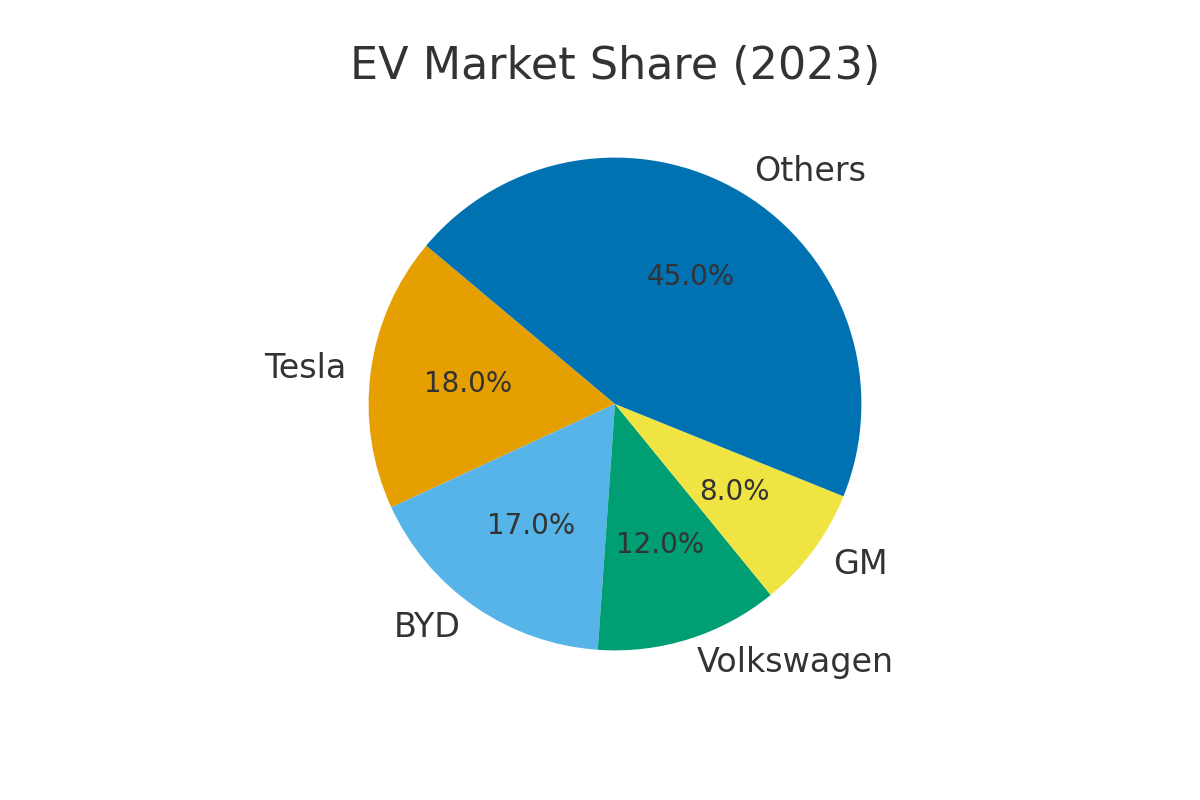 EV Market Share (2023)
Others
45.0%
Tesla
18.0%
8.0%
17.0%
12.0%
GM
BYD
Volkswagen